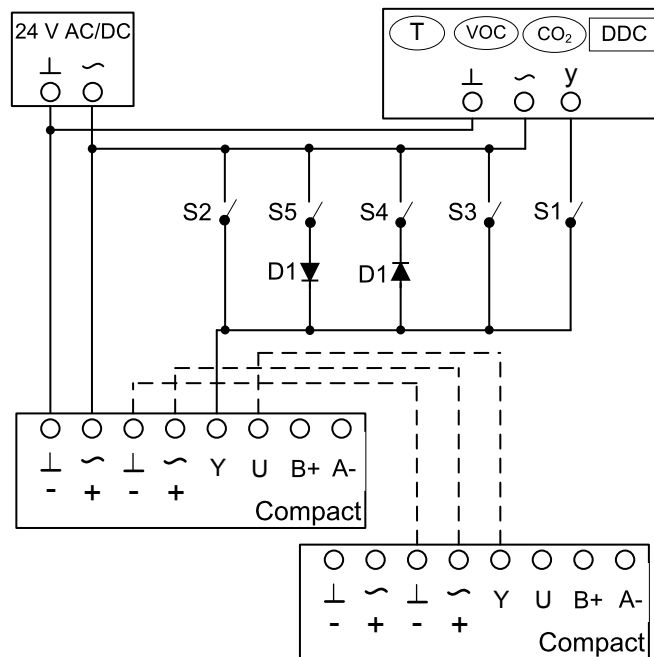 24 V AC/DC
⊥ ~
T VOC CO₂ DDC
⊥ ~ y
S2 S5 S4 S3 S1
D1 D1
⊥ ~ ⊥ ~ Y U B+ A-
- + - +
Compact
⊥ ~ ⊥ ~ Y U B+ A-
- + - +
Compact